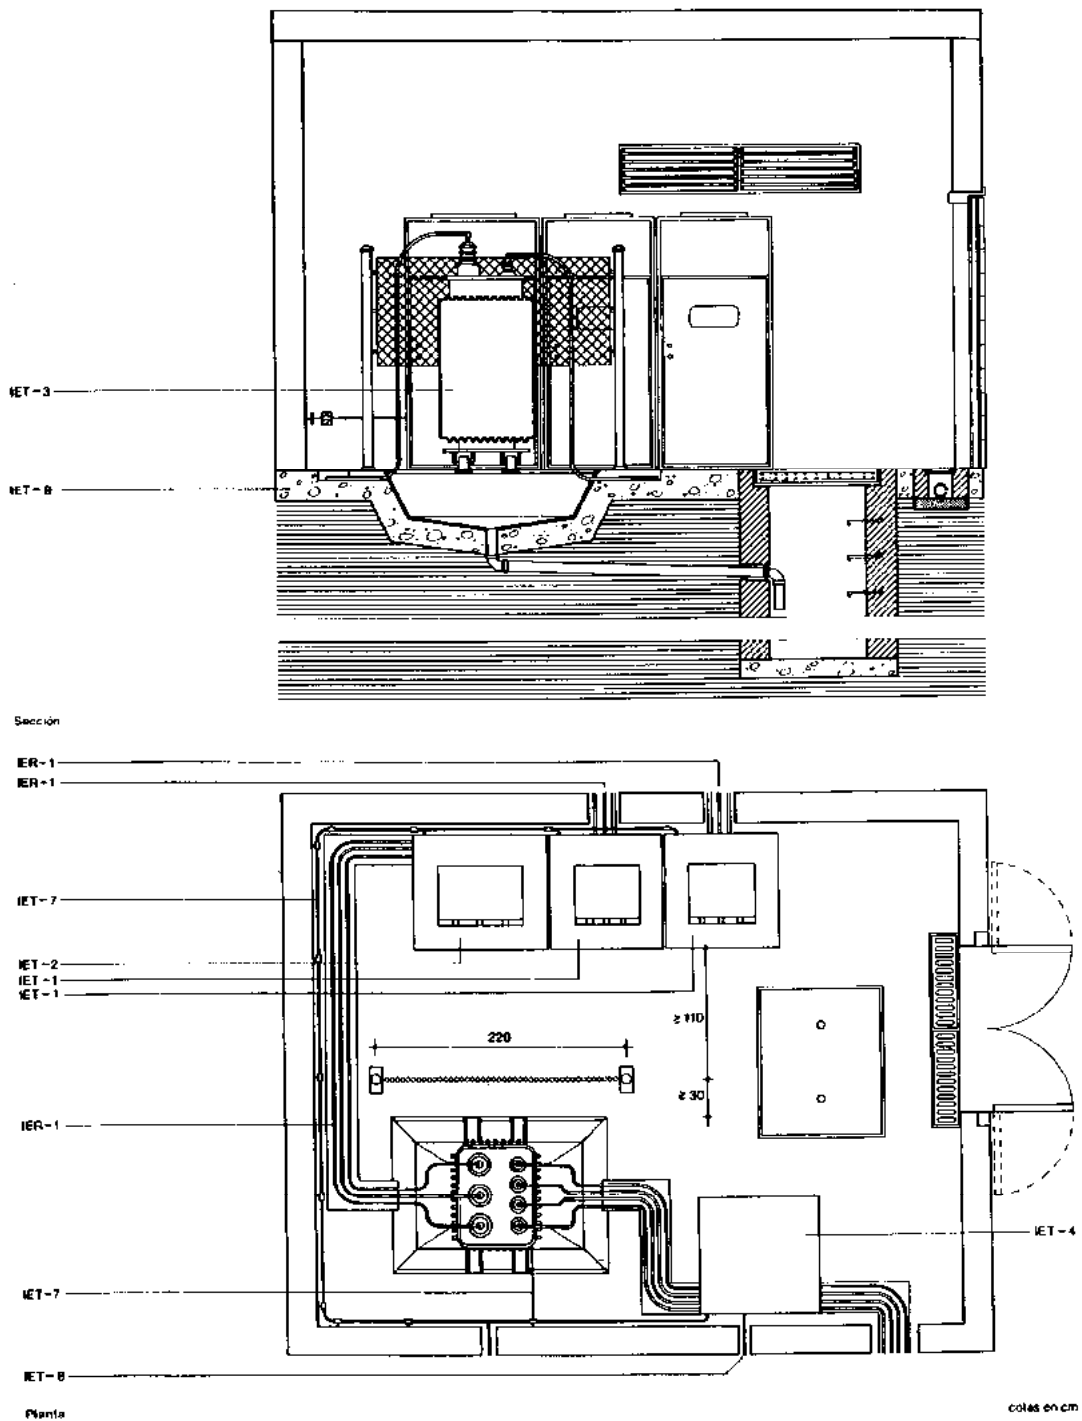 IET-3
IET-8
Sección
IER-1
IER-1
IET-7
IET-2
IET-1
IET-1
≥ 110
220
≥ 30
IER-1
IET-4
IET-7
IET-8
Planta
cotas en cm